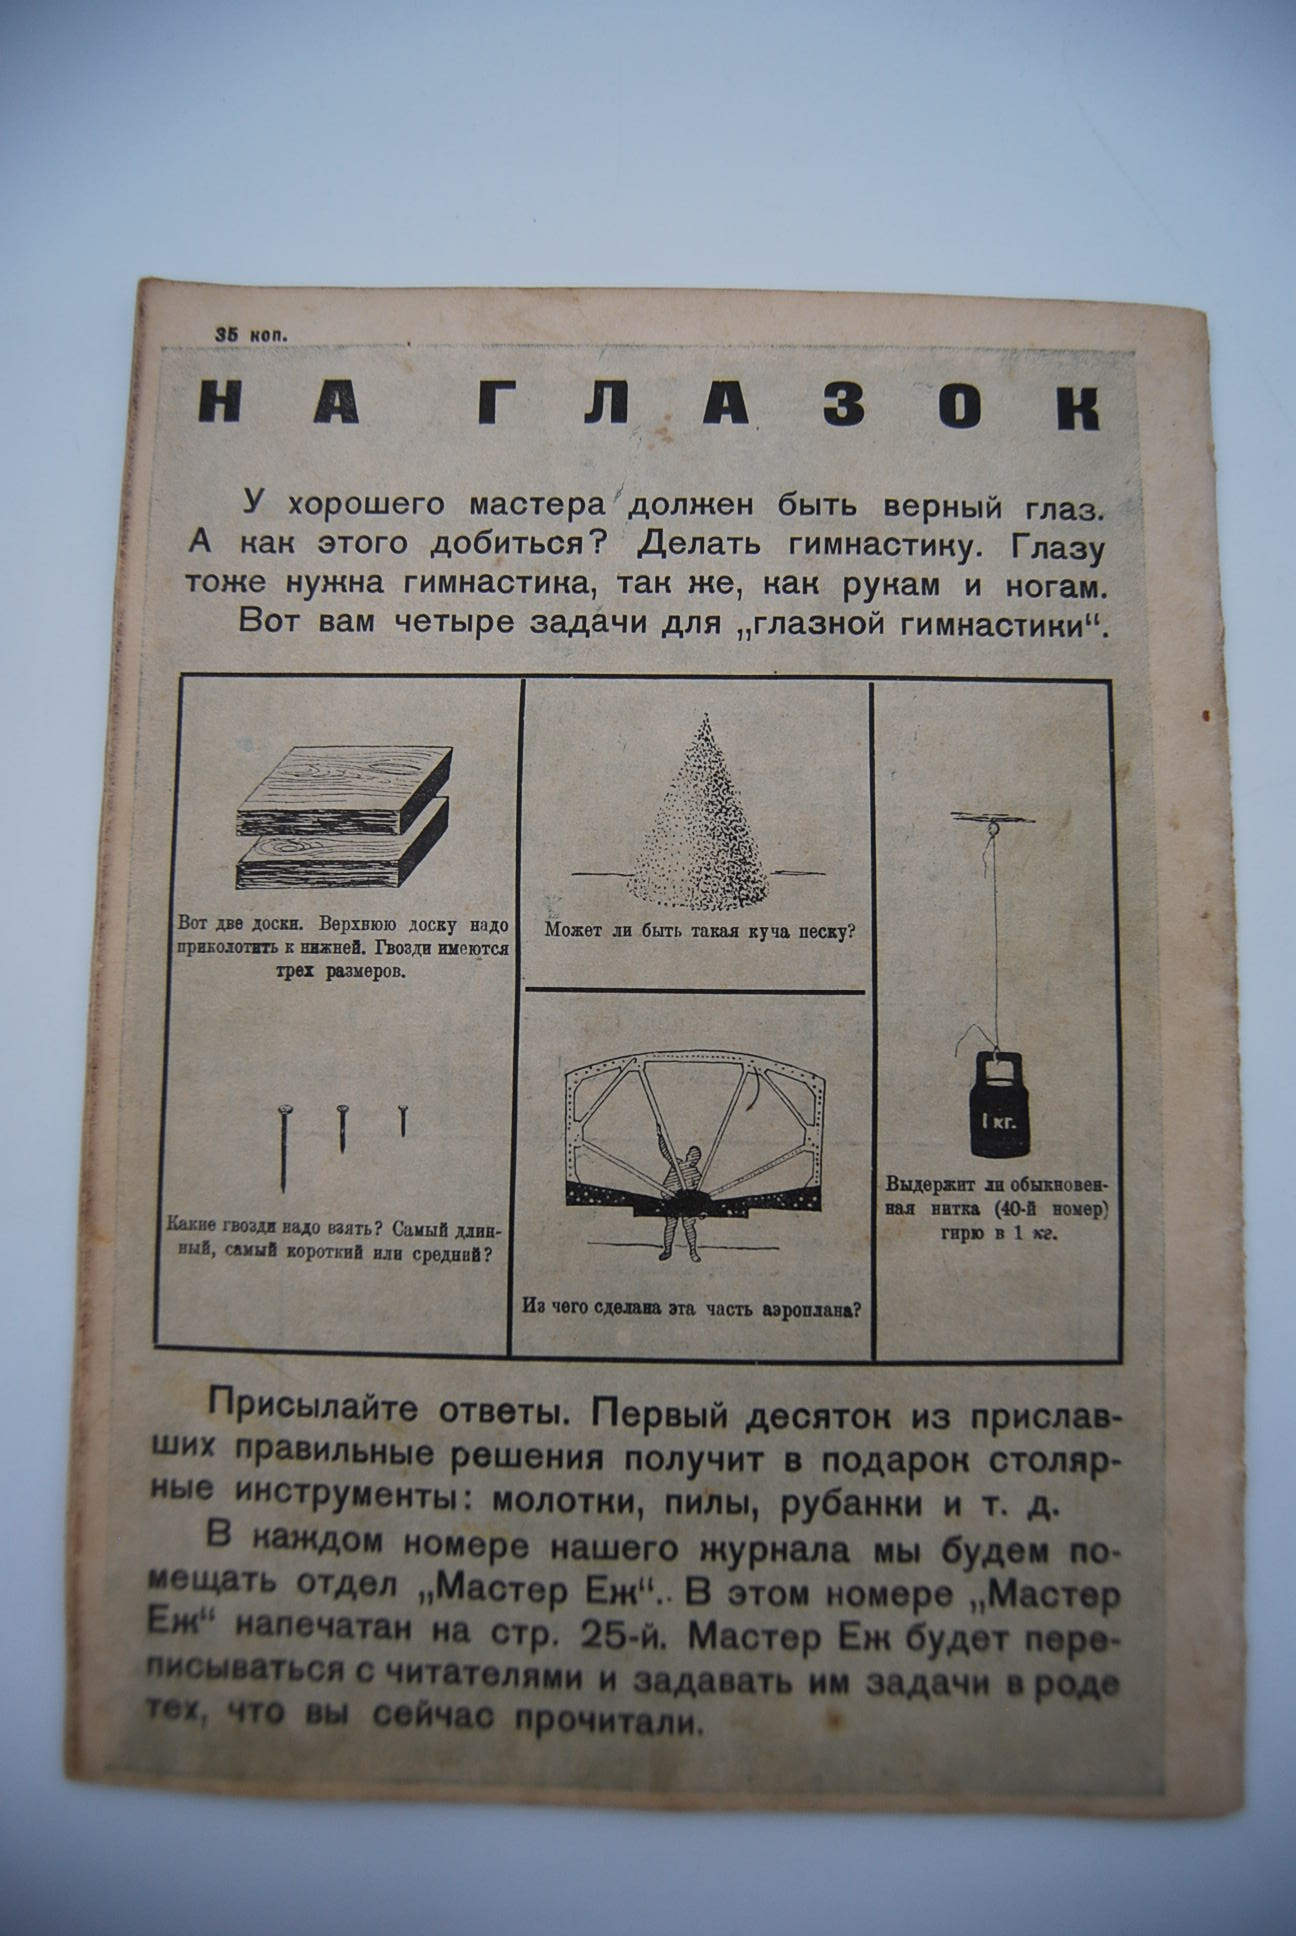 35 коп.
НА ГЛАЗОК
У хорошего мастера должен быть верный глаз.
А как этого добиться? Делать гимнастику. Глазу
тоже нужна гимнастика, так же, как рукам и ногам.
Вот вам четыре задачи для „глазной гимнастики“.
Вот две доски. Верхнюю доску надо
приколотить к нижней. Гвозди имеются
трех размеров.
Какие гвозди надо взять? Самый длин-
ный, самый короткий или средний?
Может ли быть такая куча песку?
Из чего сделана эта часть аэроплана?
1 кг.
Выдержит ли обыкновен-
ная нитка (40-й номер)
гирю в 1 кг.
Присылайте ответы. Первый десяток из прислав-
ших правильные решения получит в подарок столяр-
ные инструменты: молотки, пилы, рубанки и т. д.
В каждом номере нашего журнала мы будем по-
мещать отдел „Мастер Еж“. В этом номере „Мастер
Еж“ напечатан на стр. 25-й. Мастер Еж будет пере-
писываться с читателями и задавать им задачи в роде
тех, что вы сейчас прочитали.